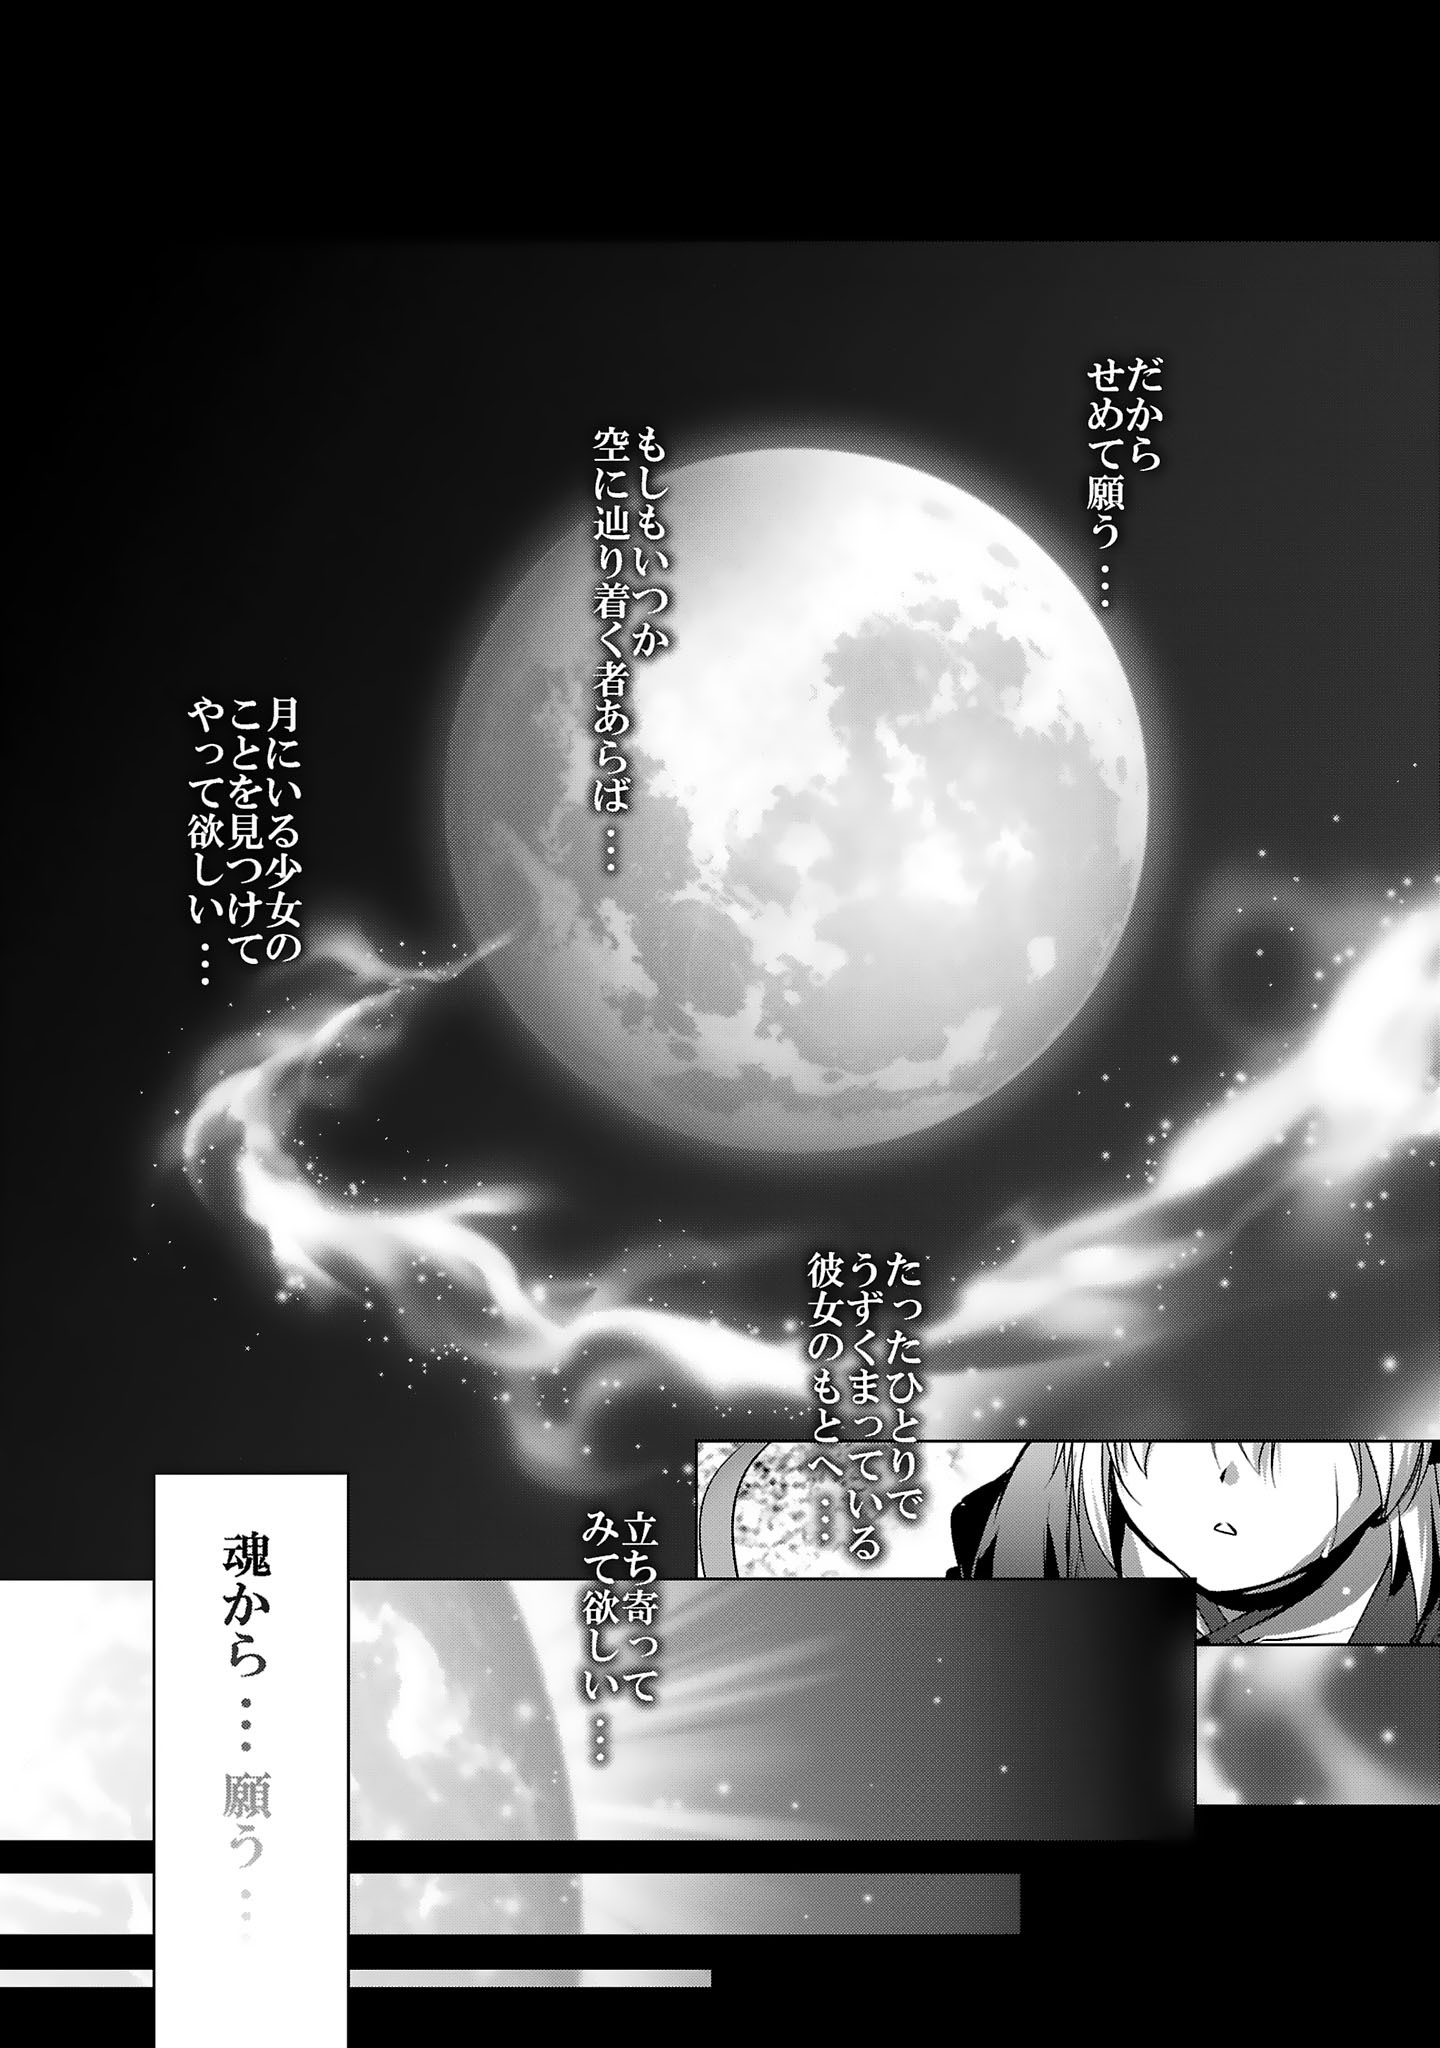 だから
せめて願う…
もしもいつか
空に辿り着く者あらば…
月にいる少女の
ことを見つけて
やって欲しい…
たったひとりで
うずくまっている
彼女のもとへ…
立ち寄って
みて欲しい…
魂から…願う…